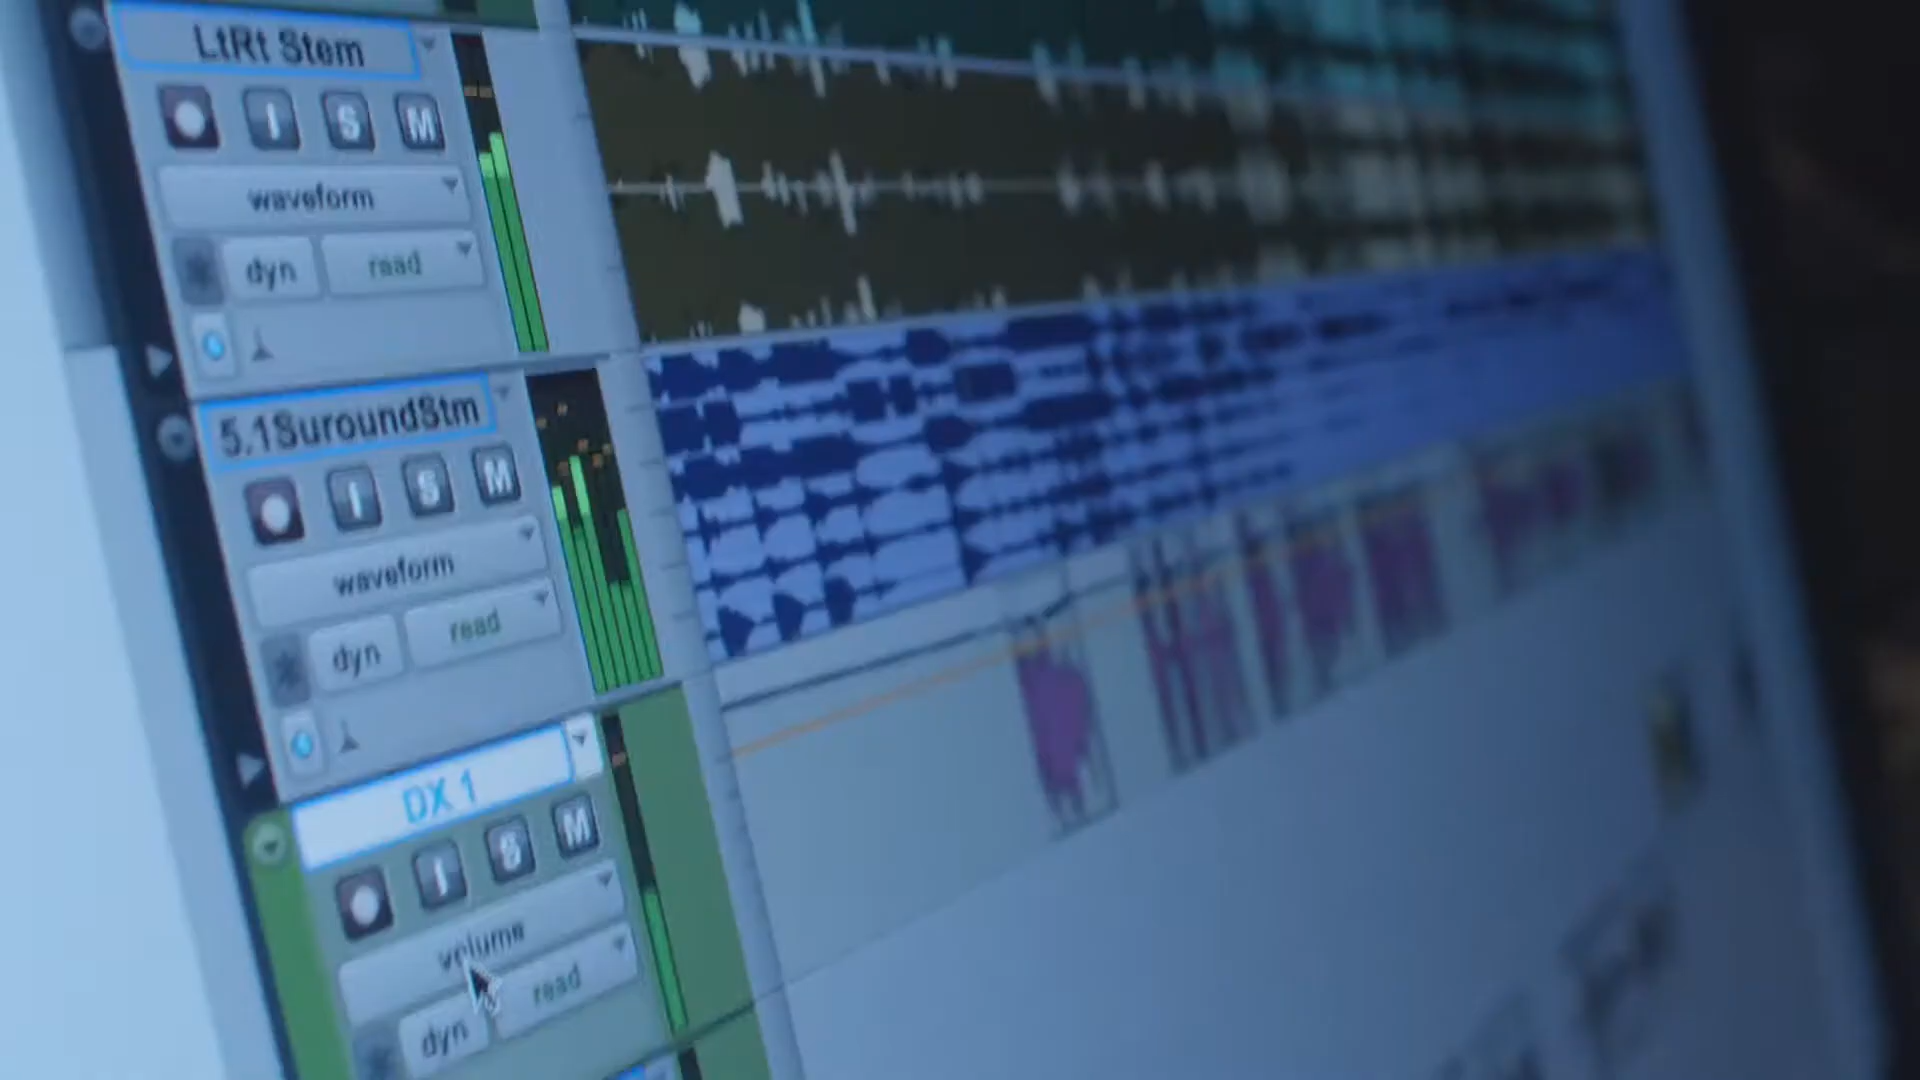 LtRt Stem
I S M
waveform
dyn read
5.1SuroundStm
I S M
waveform
dyn read
DX 1
I S M
volume
dyn read